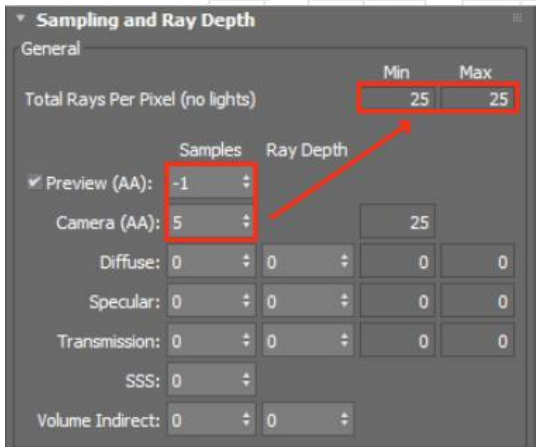 Sampling and Ray Depth
General
Min Max
Total Rays Per Pixel (no lights) 25 25
Samples Ray Depth
Preview (AA): -1
Camera (AA): 5 25
Diffuse: 0 0 0 0
Specular: 0 0 0 0
Transmission: 0 0 0 0
SSS: 0
Volume Indirect: 0 0